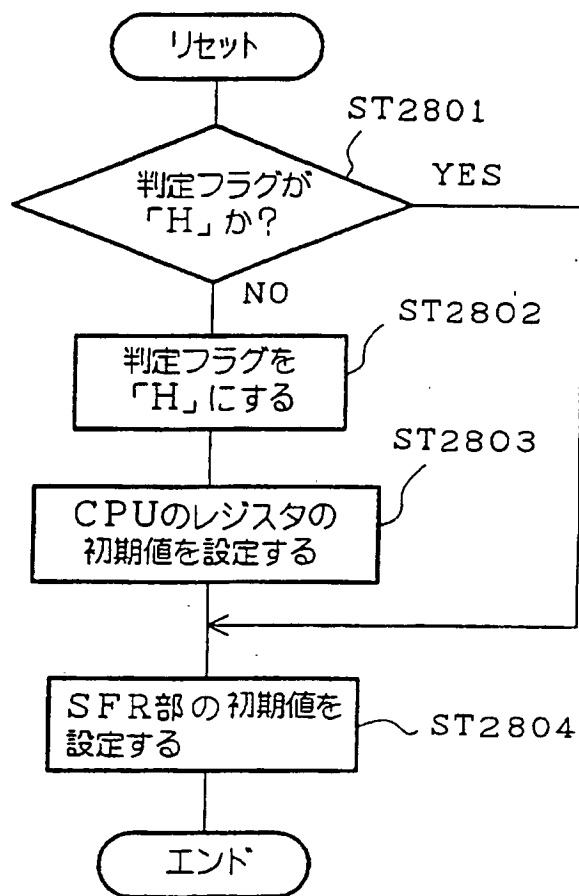 リセット
ST2801
判定フラグが
「H」か?
YES
NO
ST2802
判定フラグを
「H」にする
ST2803
CPUのレジスタの
初期値を設定する
SFR部の初期値を
設定する
ST2804
エンド